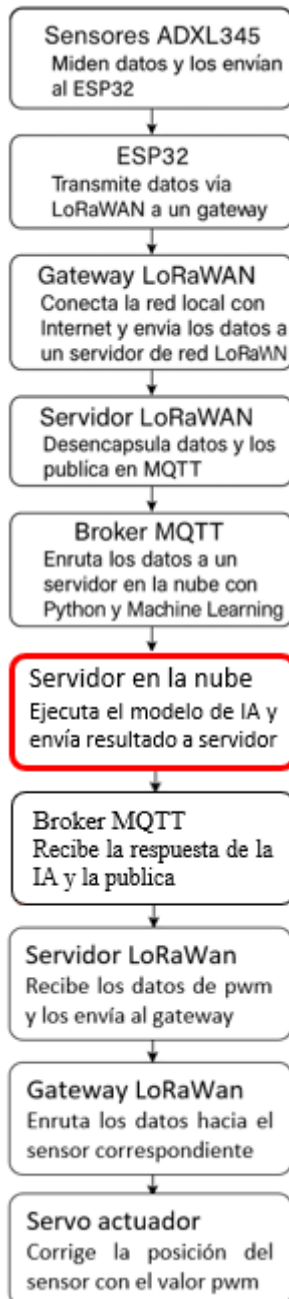 Sensores ADXL345
Miden datos y los envían
al ESP32
ESP32
Transmite datos vía
LoRaWAN a un gateway
Gateway LoRaWAN
Conecta la red local con
Internet y envia los datos a
un servidor de red LoRaWN
Servidor LoRaWAN
Desencapsula datos y los
publica en MQTT
Broker MQTT
Enruta los datos a un
servidor en la nube con
Python y Machine Learning
Servidor en la nube
Ejecuta el modelo de IA y
envía resultado a servidor
Broker MQTT
Recibe la respuesta de la
IA y la publica
Servidor LoRaWan
Recibe los datos de pwm
y los envía al gateway
Gateway LoRaWan
Enruta los datos hacia el
sensor correspondiente
Servo actuador
Corrige la posición del
sensor con el valor pwm